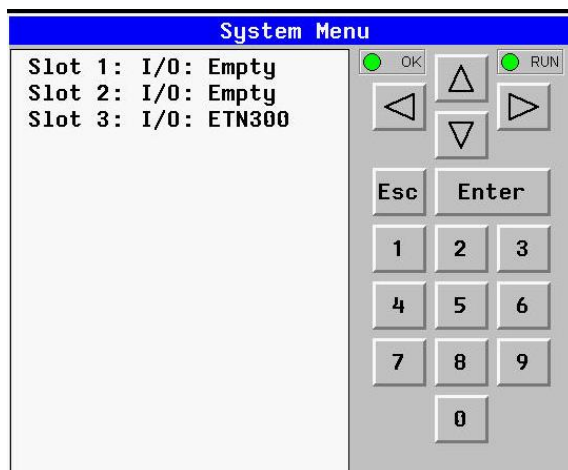 System Menu
Slot 1: I/O: Empty
Slot 2: I/O: Empty
Slot 3: I/O: ETN300
OK
RUN
Esc
Enter
1
2
3
4
5
6
7
8
9
0